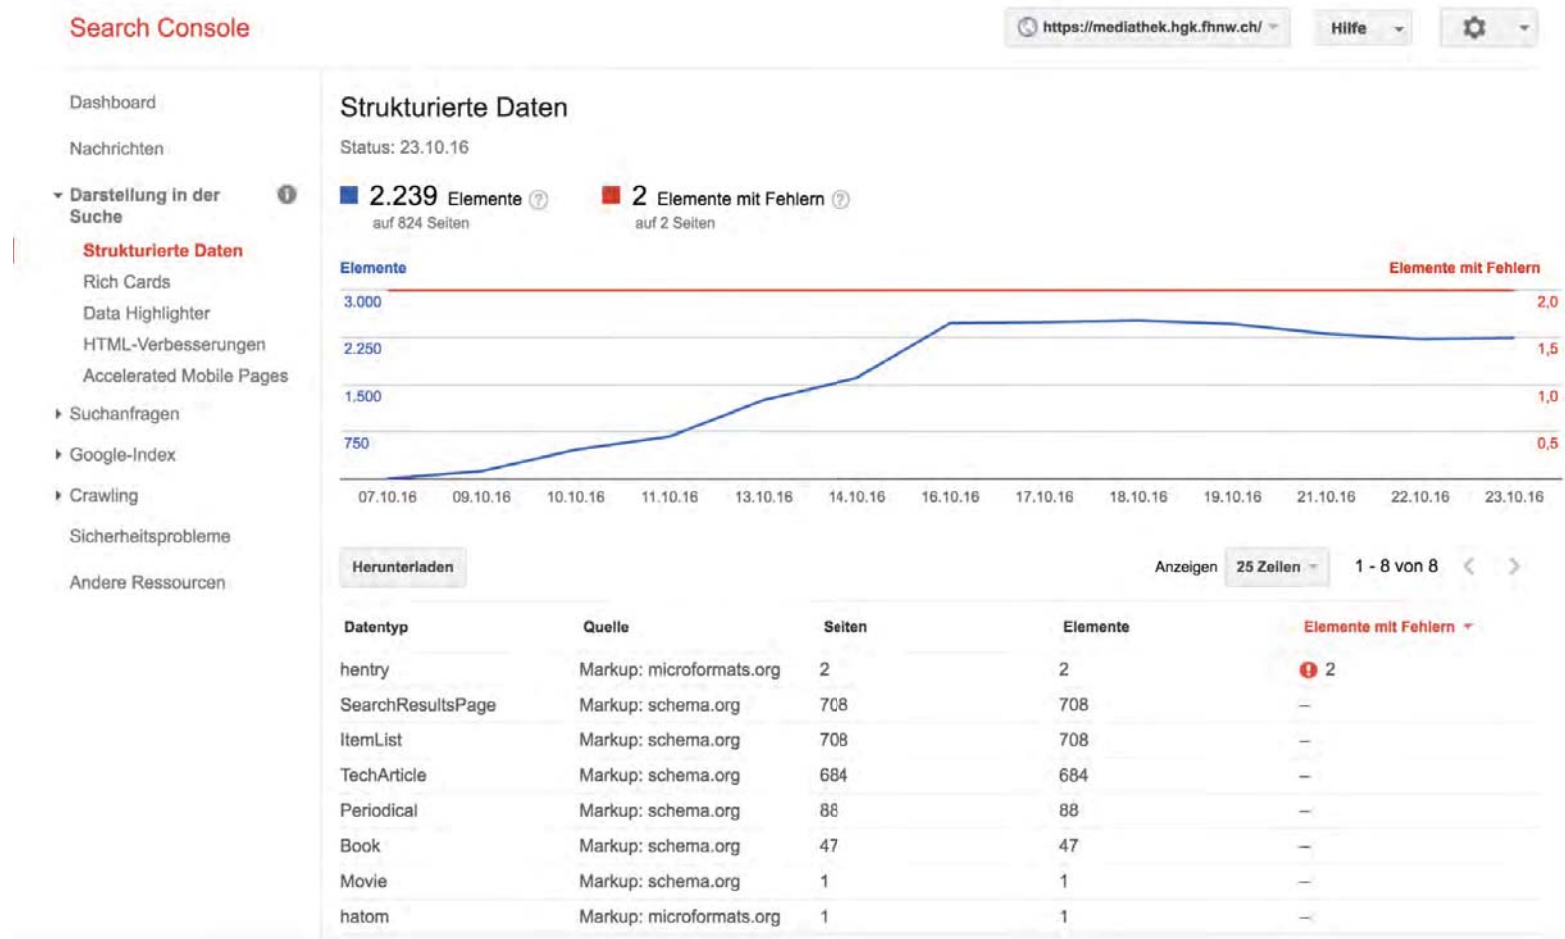 Search Console
https://mediathek.hgk.fhnw.ch/
Hilfe
Dashboard
Nachrichten
Darstellung in der
Suche
Strukturierte Daten
Rich Cards
Data Highlighter
HTML-Verbesserungen
Accelerated Mobile Pages
Suchanfragen
Google-Index
Crawling
Sicherheitsprobleme
Andere Ressourcen
Strukturierte Daten
Status: 23.10.16
2.239 Elemente ?
auf 824 Seiten
2 Elemente mit Fehlern ?
auf 2 Seiten
Elemente Elemente mit Fehlern
3.000 2,0
2.250 1,5
1.500 1,0
750 0,5
07.10.16 09.10.16 10.10.16 11.10.16 13.10.16 14.10.16 16.10.16 17.10.16 18.10.16 19.10.16 21.10.16 22.10.16 23.10.16
Herunterladen Anzeigen 25 Zeilen 1 - 8 von 8
Datentyp Quelle Seiten Elemente Elemente mit Fehlern
hentry Markup: microformats.org 2 2 2
SearchResultsPage Markup: schema.org 708 708 –
ItemList Markup: schema.org 708 708 –
TechArticle Markup: schema.org 684 684 –
Periodical Markup: schema.org 88 88 –
Book Markup: schema.org 47 47 –
Movie Markup: schema.org 1 1 –
hatom Markup: microformats.org 1 1 –